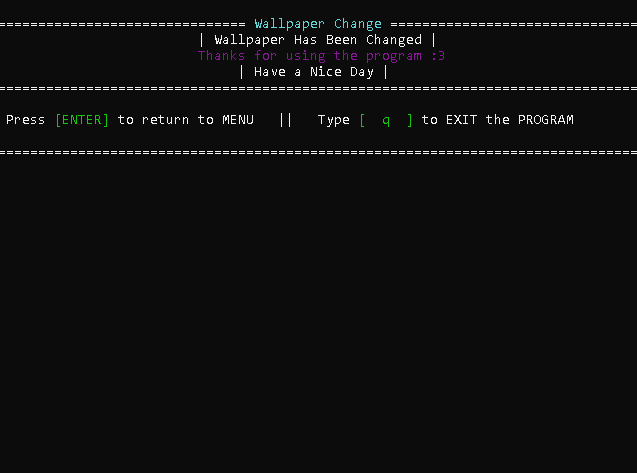 =============================== Wallpaper Change ===============================
| Wallpaper Has Been Changed |
Thanks for using the program :3
| Have a Nice Day |
================================================================================
Press [ENTER] to return to MENU || Type [ q ] to EXIT the PROGRAM
================================================================================